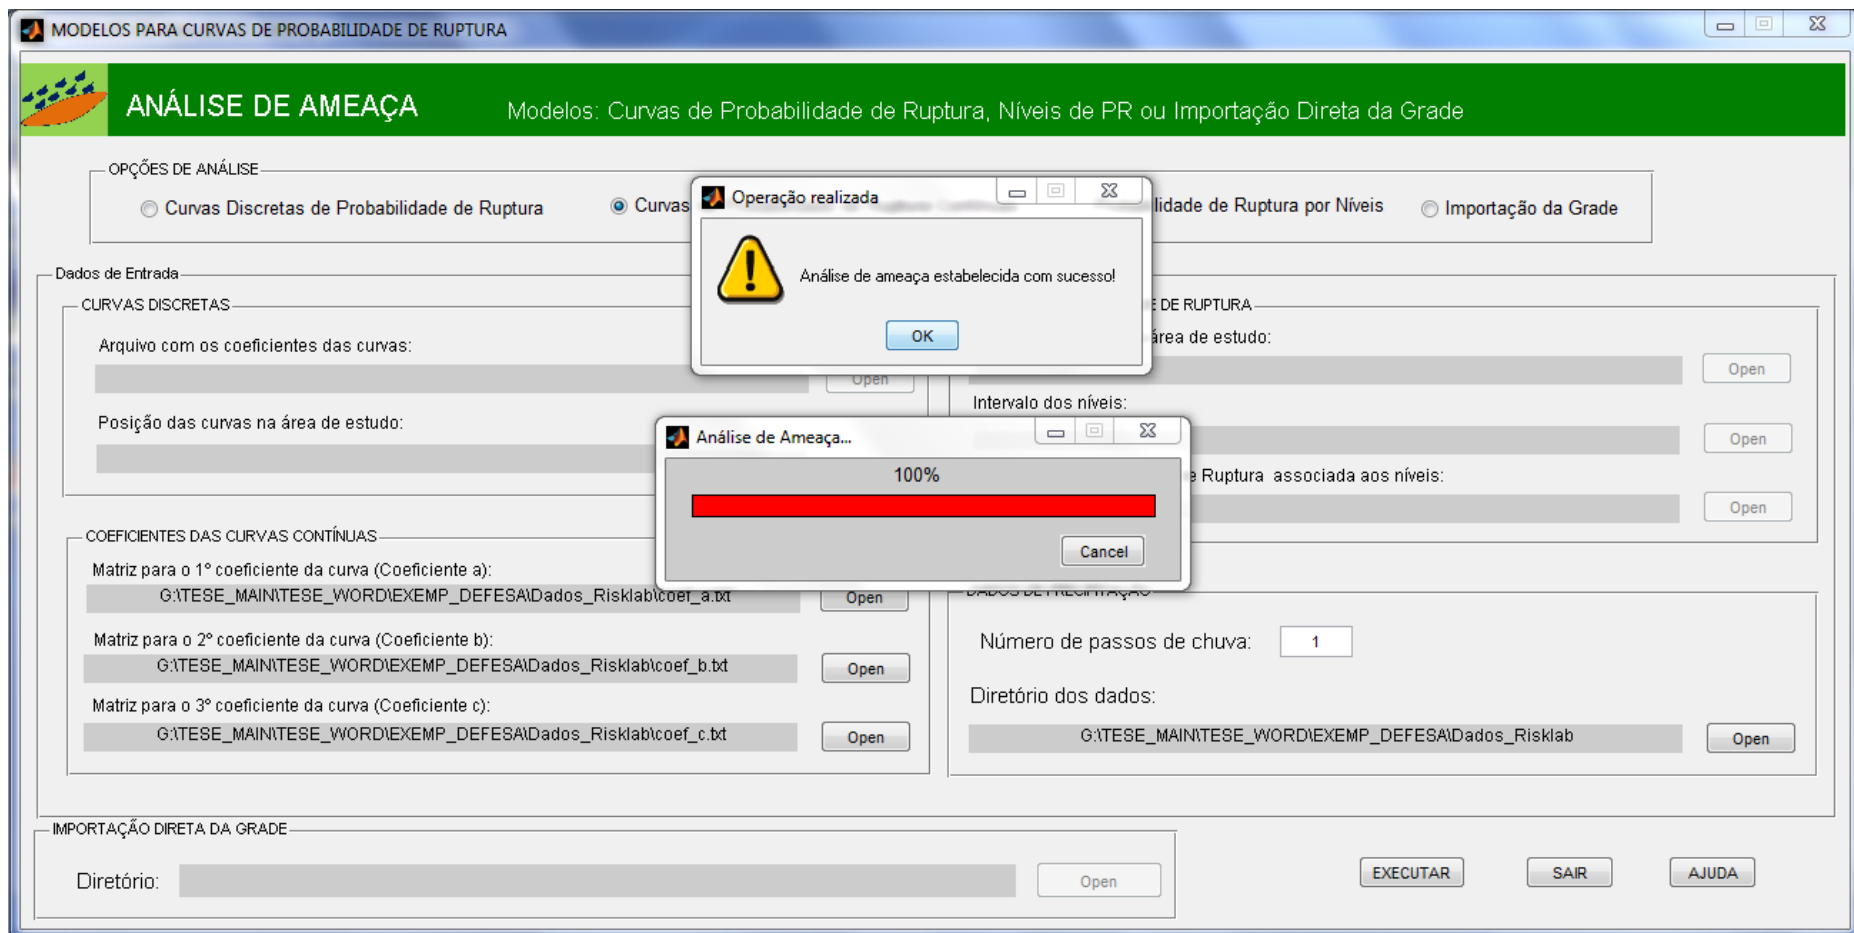 MODELOS PARA CURVAS DE PROBABILIDADE DE RUPTURA
ANÁLISE DE AMEAÇA
Modelos: Curvas de Probabilidade de Ruptura, Níveis de PR ou Importação Direta da Grade
OPÇÕES DE ANÁLISE
Curvas Discretas de Probabilidade de Ruptura
Curvas
lidade de Ruptura por Níveis
Importação da Grade
Operação realizada
Análise de ameaça estabelecida com sucesso!
OK
Dados de Entrada
CURVAS DISCRETAS
Arquivo com os coeficientes das curvas:
Open
Posição das curvas na área de estudo:
DE RUPTURA
área de estudo:
Open
Intervalo dos níveis:
Open
e Ruptura associada aos níveis:
Open
Análise de Ameaça...
100%
Cancel
COEFICIENTES DAS CURVAS CONTÍNUAS
Matriz para o 1º coeficiente da curva (Coeficiente a):
G:\TESE_MAIN\TESE_WORD\EXEMP_DEFESA\Dados_Risklab\coef_a.txt
Open
Matriz para o 2º coeficiente da curva (Coeficiente b):
G:\TESE_MAIN\TESE_WORD\EXEMP_DEFESA\Dados_Risklab\coef_b.txt
Open
Matriz para o 3º coeficiente da curva (Coeficiente c):
G:\TESE_MAIN\TESE_WORD\EXEMP_DEFESA\Dados_Risklab\coef_c.txt
Open
DADOS DE PRECIPITAÇÃO
Número de passos de chuva:
1
Diretório dos dados:
G:\TESE_MAIN\TESE_WORD\EXEMP_DEFESA\Dados_Risklab
Open
IMPORTAÇÃO DIRETA DA GRADE
Diretório:
Open
EXECUTAR
SAIR
AJUDA